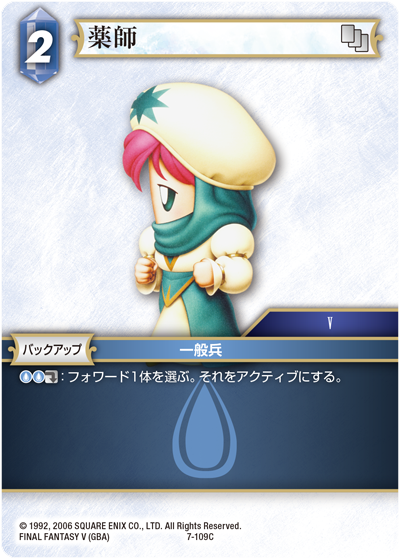 2
薬師
V
バックアップ
一般兵
：フォワード1体を選ぶ。それをアクティブにする。
© 1992, 2006 SQUARE ENIX CO., LTD. All Rights Reserved.
FINAL FANTASY V (GBA)
7-109C